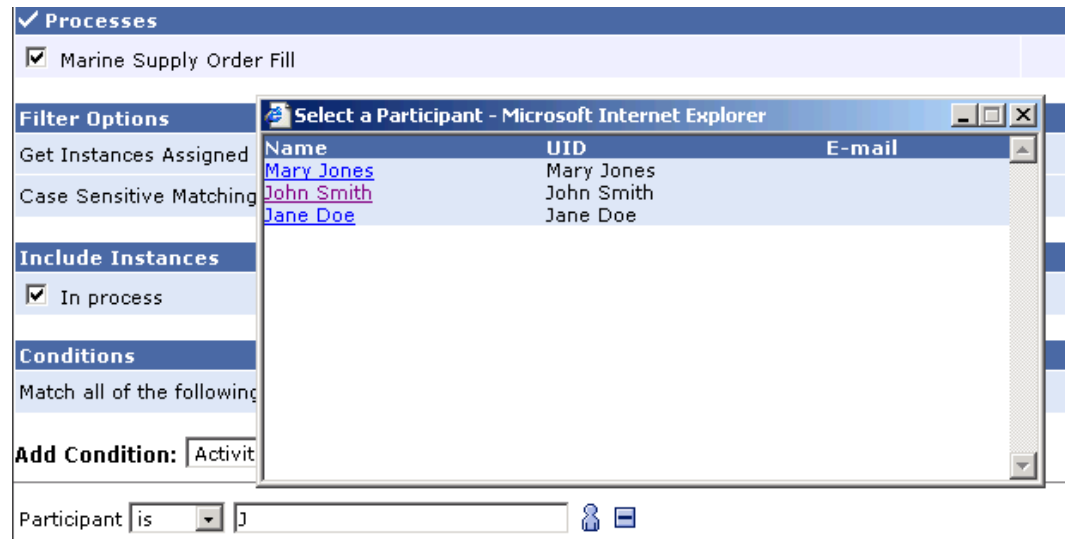 Processes
Marine Supply Order Fill
Filter Options
Get Instances Assigned
Case Sensitive Matching
Include Instances
In process
Conditions
Match all of the following
Add Condition: Activit
Select a Participant - Microsoft Internet Explorer
Name UID E-mail
Mary Jones Mary Jones
John Smith John Smith
Jane Doe Jane Doe
Participant is J